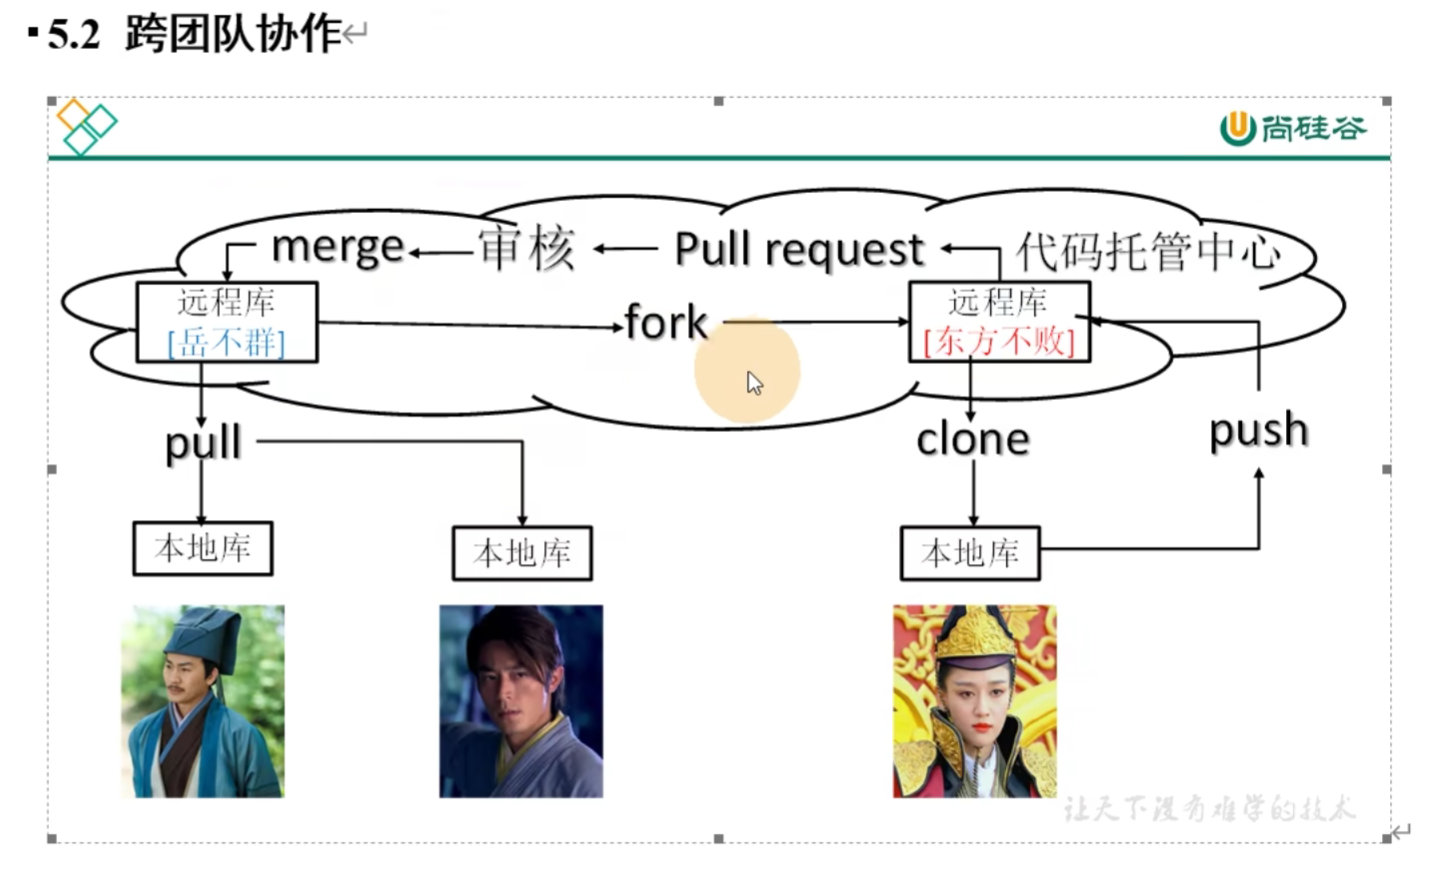 5.2 跨团队协作
尚硅谷
merge 审核 Pull request 代码托管中心
远程库
[岳不群]
fork
远程库
[东方不败]
pull
clone
push
本地库
本地库
本地库
让天下没有难学的技术